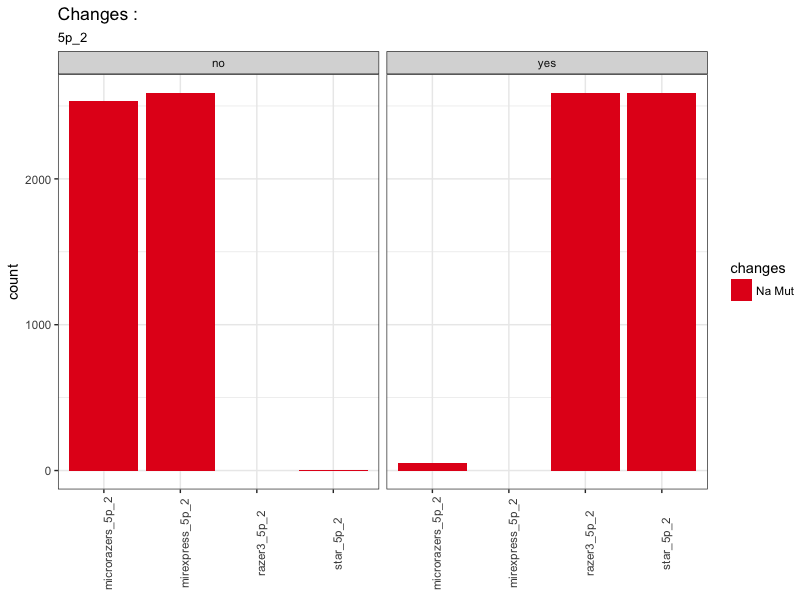 Changes :
5p_2
no
yes
count
2000
1000
0
microrazers_5p_2
mirexpress_5p_2
razer3_5p_2
star_5p_2
microrazers_5p_2
mirexpress_5p_2
razer3_5p_2
star_5p_2
changes
Na Mut